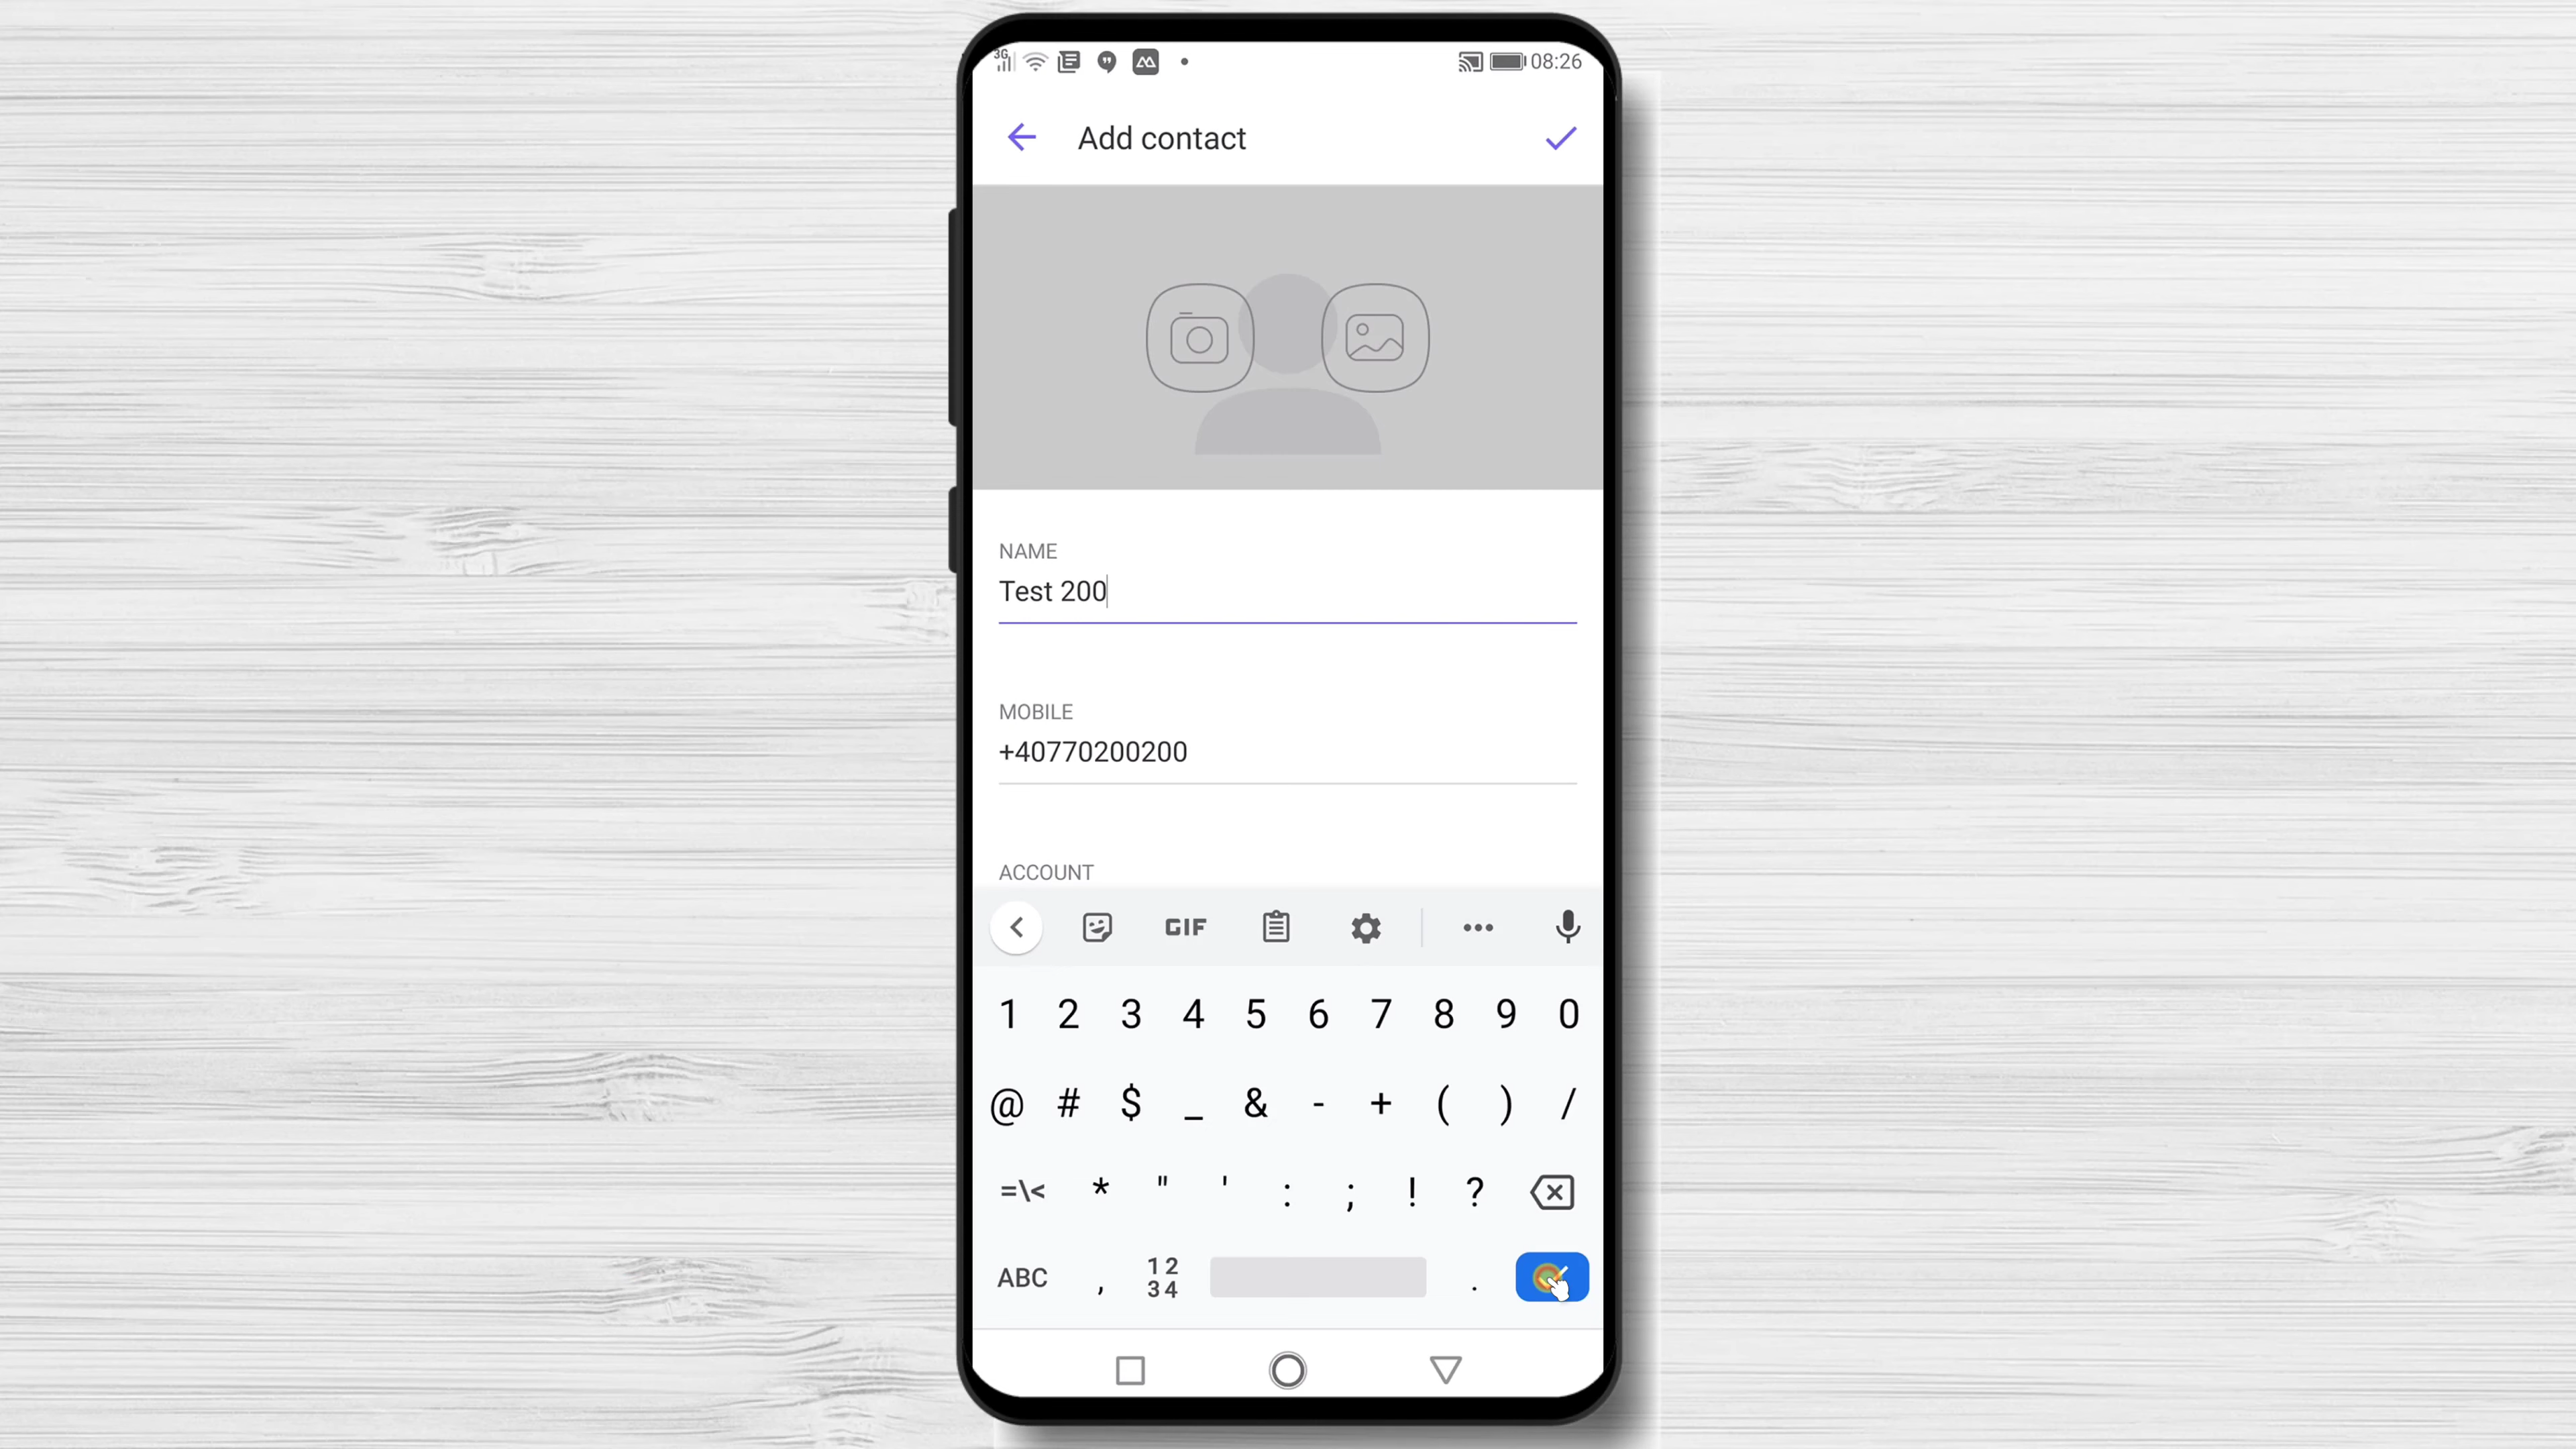 3G 08:26
Add contact
NAME
Test 200
MOBILE
+40770200200
ACCOUNT
GIF
1 2 3 4 5 6 7 8 9 0
@ # $ _ & - + ( ) /
=\< * " ' : ; ! ?
ABC , 12 34 .